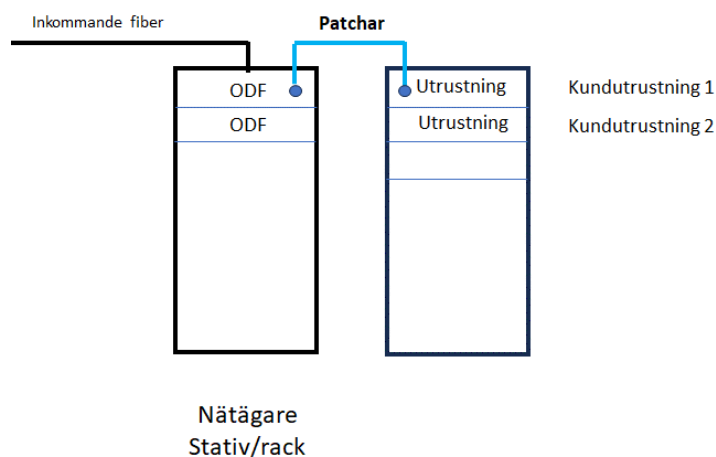 Inkommande fiber
Patchar
ODF
Utrustning
Kundutrustning 1
ODF
Utrustning
Kundutrustning 2
Nätägare
Stativ/rack